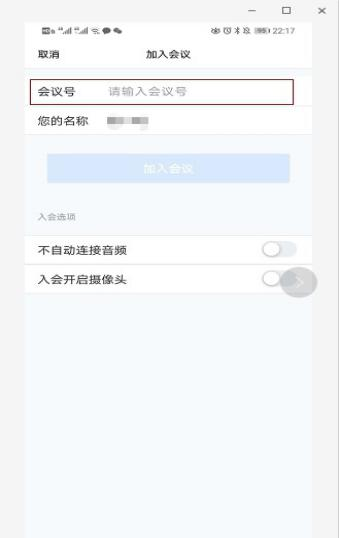 22:17
取消 加入会议
会议号 请输入会议号
您的名称
加入会议
入会选项
不自动连接音频
入会开启摄像头